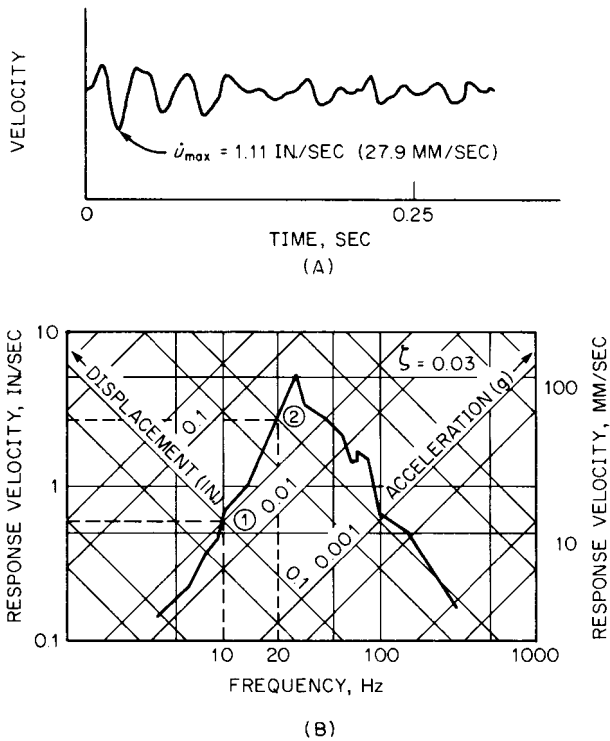 VELOCITY
u̇max = 1.11 IN/SEC (27.9 MM/SEC)
0
0.25
TIME, SEC
(A)
10
1
0.1
RESPONSE VELOCITY, IN/SEC
DISPLACEMENT (IN)
0.1
0.01
0.001
0.1
①
②
ζ = 0.03
ACCELERATION (g)
100
10
RESPONSE VELOCITY, MM/SEC
10
20
100
1000
FREQUENCY, Hz
(B)